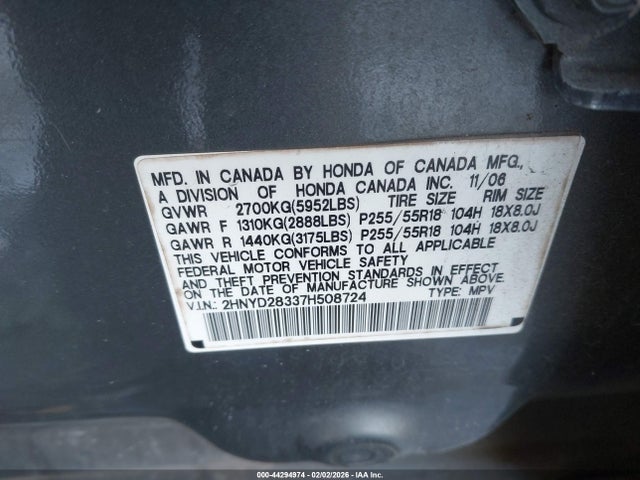 MFD. IN CANADA BY HONDA OF CANADA MFG.,
A DIVISION OF HONDA CANADA INC. 11/06
GVWR 2700KG(5952LBS) TIRE SIZE RIM SIZE
GAWR F 1310KG(2888LBS) P255/55R18 104H 18X8.0J
GAWR R 1440KG(3175LBS) P255/55R18 104H 18X8.0J
THIS VEHICLE CONFORMS TO ALL APPLICABLE
FEDERAL MOTOR VEHICLE SAFETY
AND THEFT PREVENTION STANDARDS IN EFFECT
ON THE DATE OF MANUFACTURE SHOWN ABOVE.
V.I.N.: 2HNYD28337H508724 TYPE: MPV
000-44294974 - 02/02/2026 - IAA Inc.